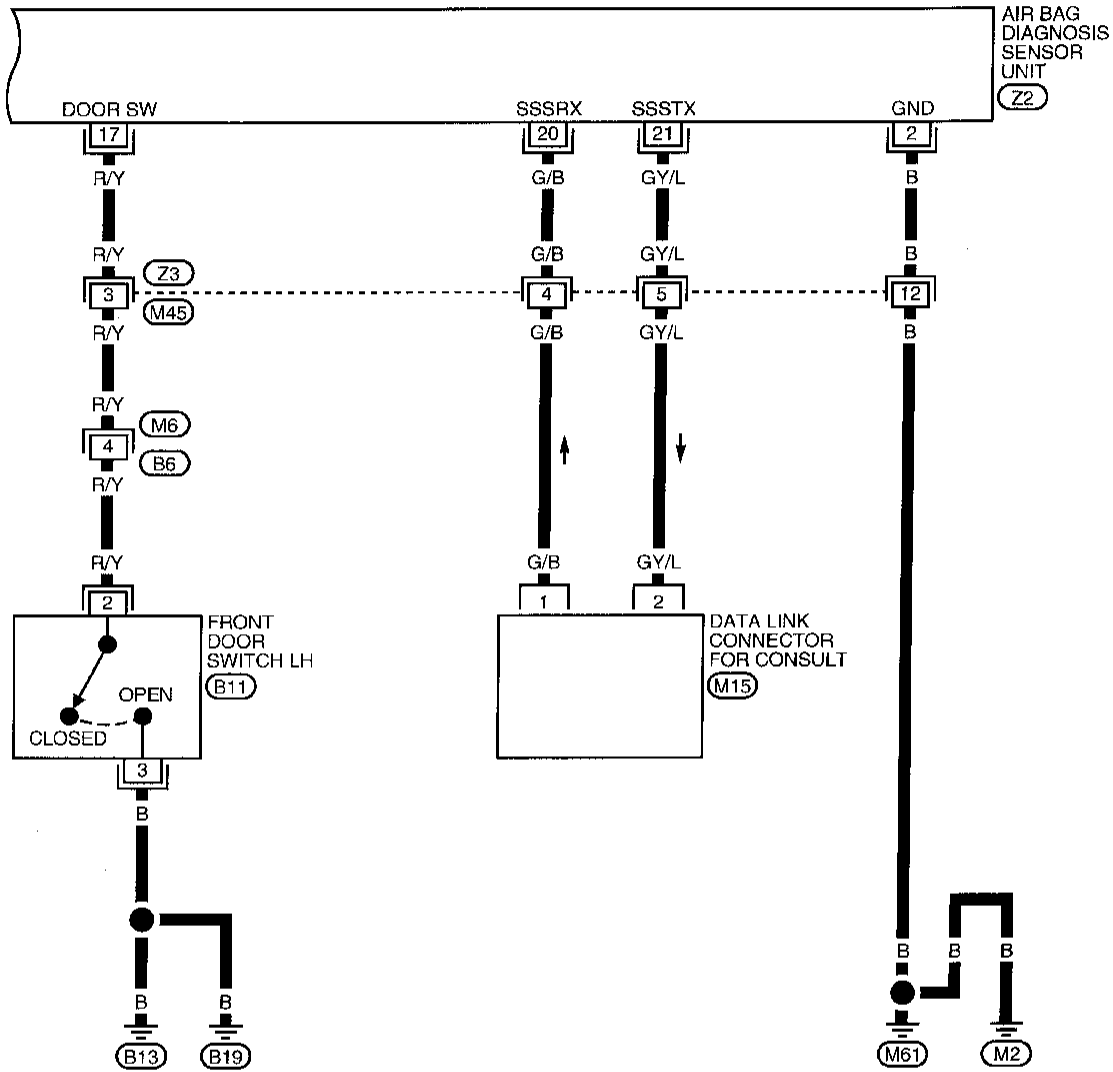 AIR BAG
DIAGNOSIS
SENSOR
UNIT
Z2
DOOR SW
SSSRX
SSSTX
GND
17
20
21
2
R/Y
G/B
GY/L
B
R/Y
G/B
GY/L
B
Z3
3
4
5
12
M45
R/Y
G/B
GY/L
B
R/Y
M6
4
B6
R/Y
R/Y
G/B
GY/L
2
1
2
FRONT
DOOR
SWITCH LH
B11
DATA LINK
CONNECTOR
FOR CONSULT
M15
OPEN
CLOSED
3
B
B
B
B
B
B
B13
B19
M61
M2